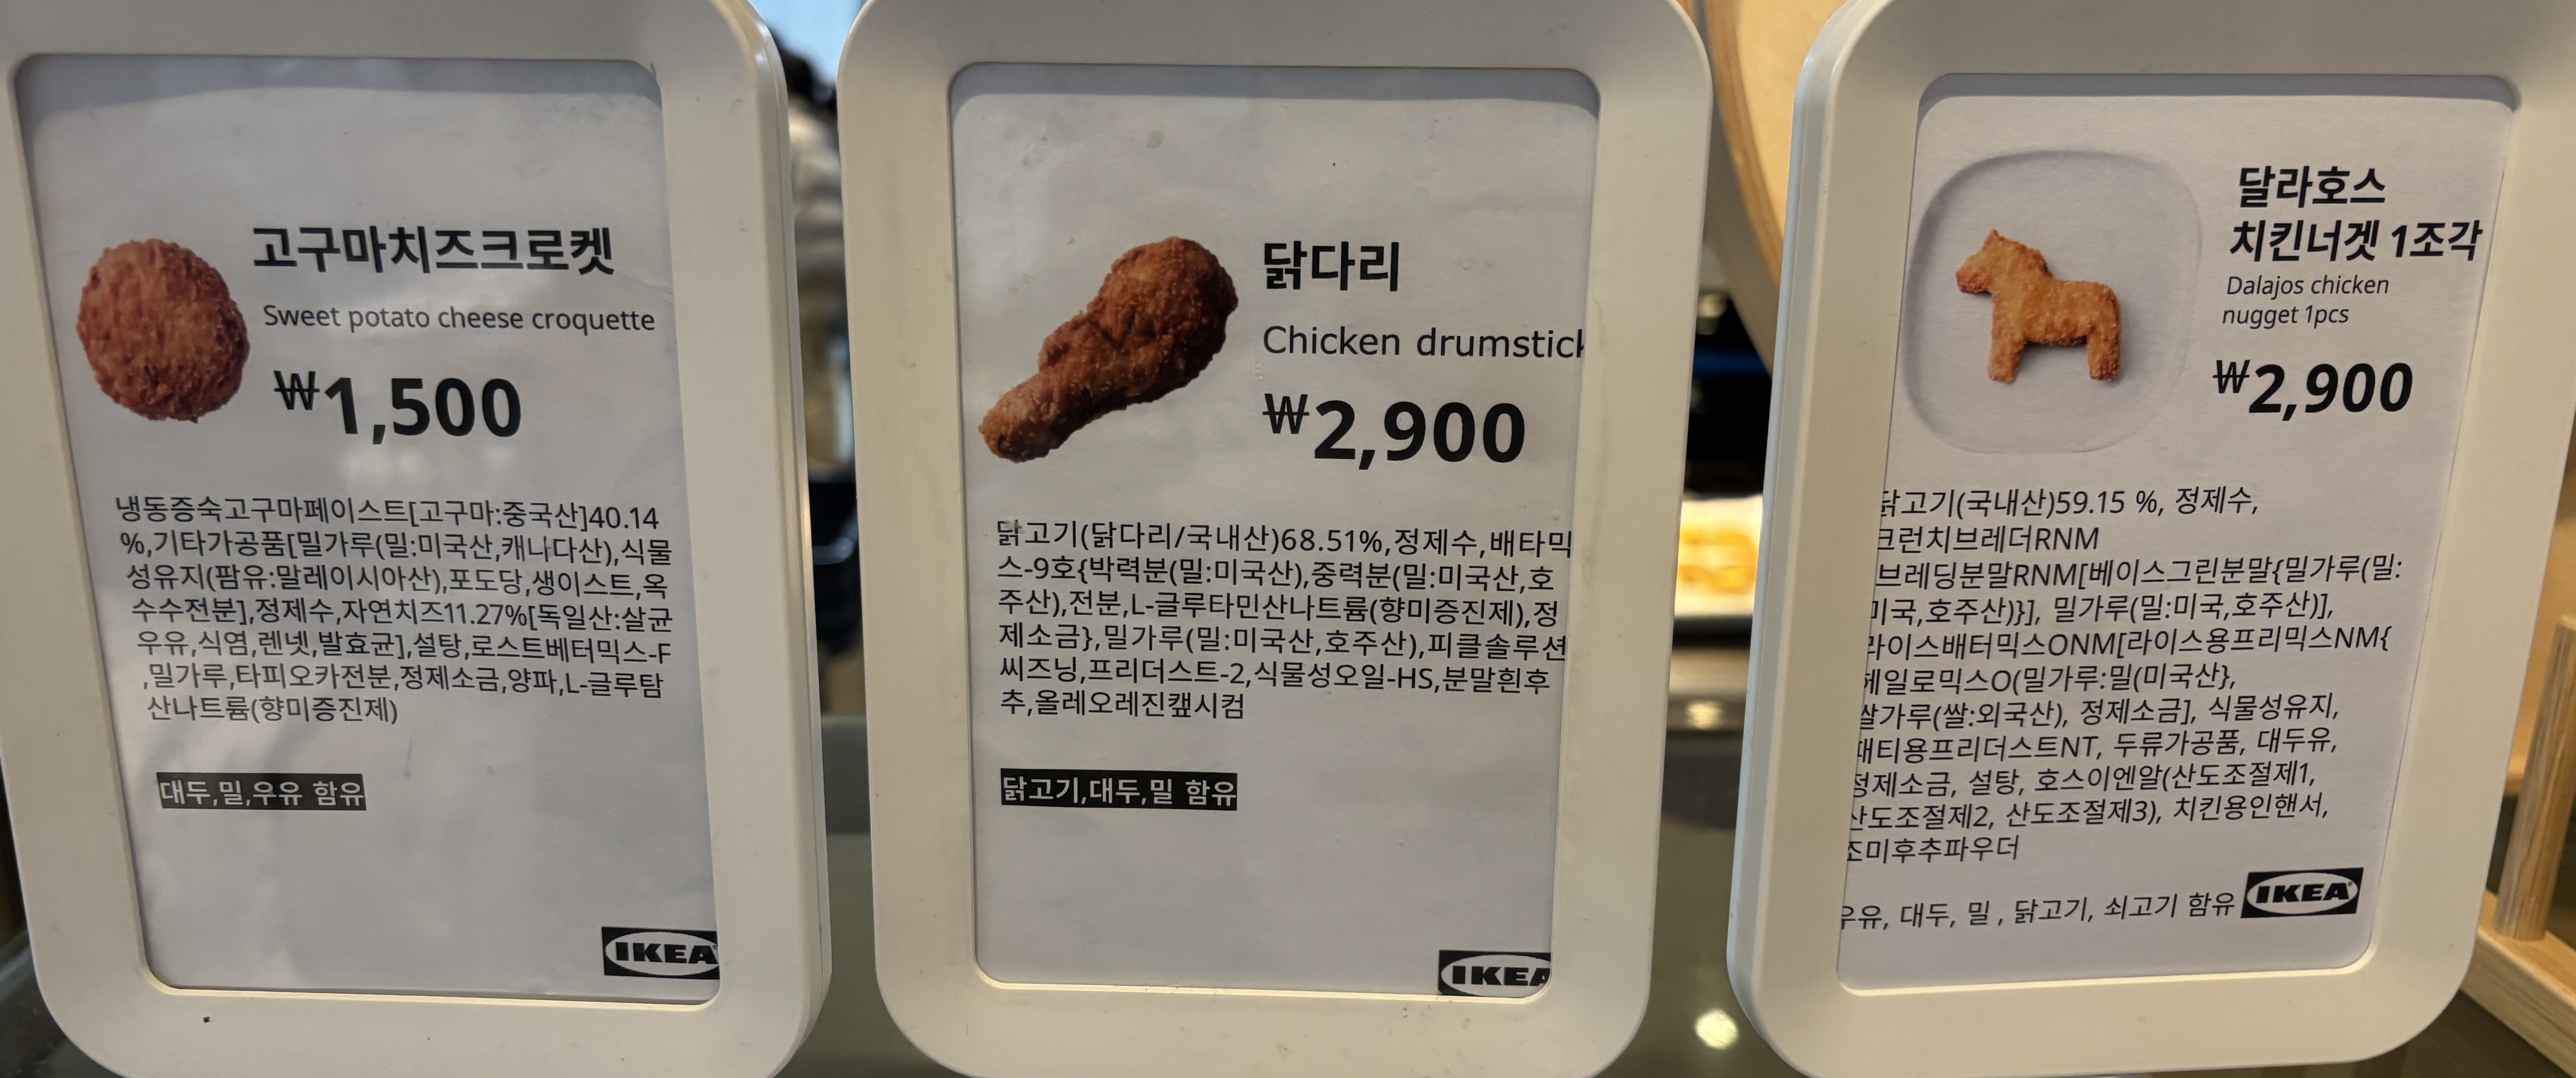 고구마치즈크로켓
Sweet potato cheese croquette
₩1,500
냉동증숙고구마페이스트[고구마:중국산]40.14
%,기타가공품[밀가루(밀:미국산,캐나다산),식물
성유지(팜유:말레이시아산),포도당,생이스트,옥
수수전분],정제수,자연치즈11.27%[독일산:살균
우유,식염,렌넷,발효균],설탕,로스트베터믹스-F
,밀가루,타피오카전분,정제소금,양파,L-글루탐
산나트륨(향미증진제)
대두,밀,우유 함유
IKEA
닭다리
Chicken drumstick
₩2,900
닭고기(닭다리/국내산)68.51%,정제수,배타믹
스-9호{박력분(밀:미국산),중력분(밀:미국산,호
주산),전분,L-글루타민산나트륨(향미증진제),정
제소금},밀가루(밀:미국산,호주산),피클솔루션
씨즈닝,프리더스트-2,식물성오일-HS,분말흰후
추,올레오레진캪시컴
닭고기,대두,밀 함유
IKEA
달라호스
치킨너겟 1조각
Dalajos chicken
nugget 1pcs
₩2,900
닭고기(국내산)59.15 %, 정제수,
크런치브레더RNM
브레딩분말RNM[베이스그린분말{밀가루(밀:
미국,호주산)}], 밀가루(밀:미국,호주산)],
라이스배터믹스ONM[라이스용프리믹스NM{
헤일로믹스O(밀가루:밀(미국산},
쌀가루(쌀:외국산), 정제소금], 식물성유지,
패티용프리더스트NT, 두류가공품, 대두유,
정제소금, 설탕, 호스이엔알(산도조절제1,
산도조절제2, 산도조절제3), 치킨용인핸서,
조미후추파우더
우유, 대두, 밀 , 닭고기, 쇠고기 함유
IKEA